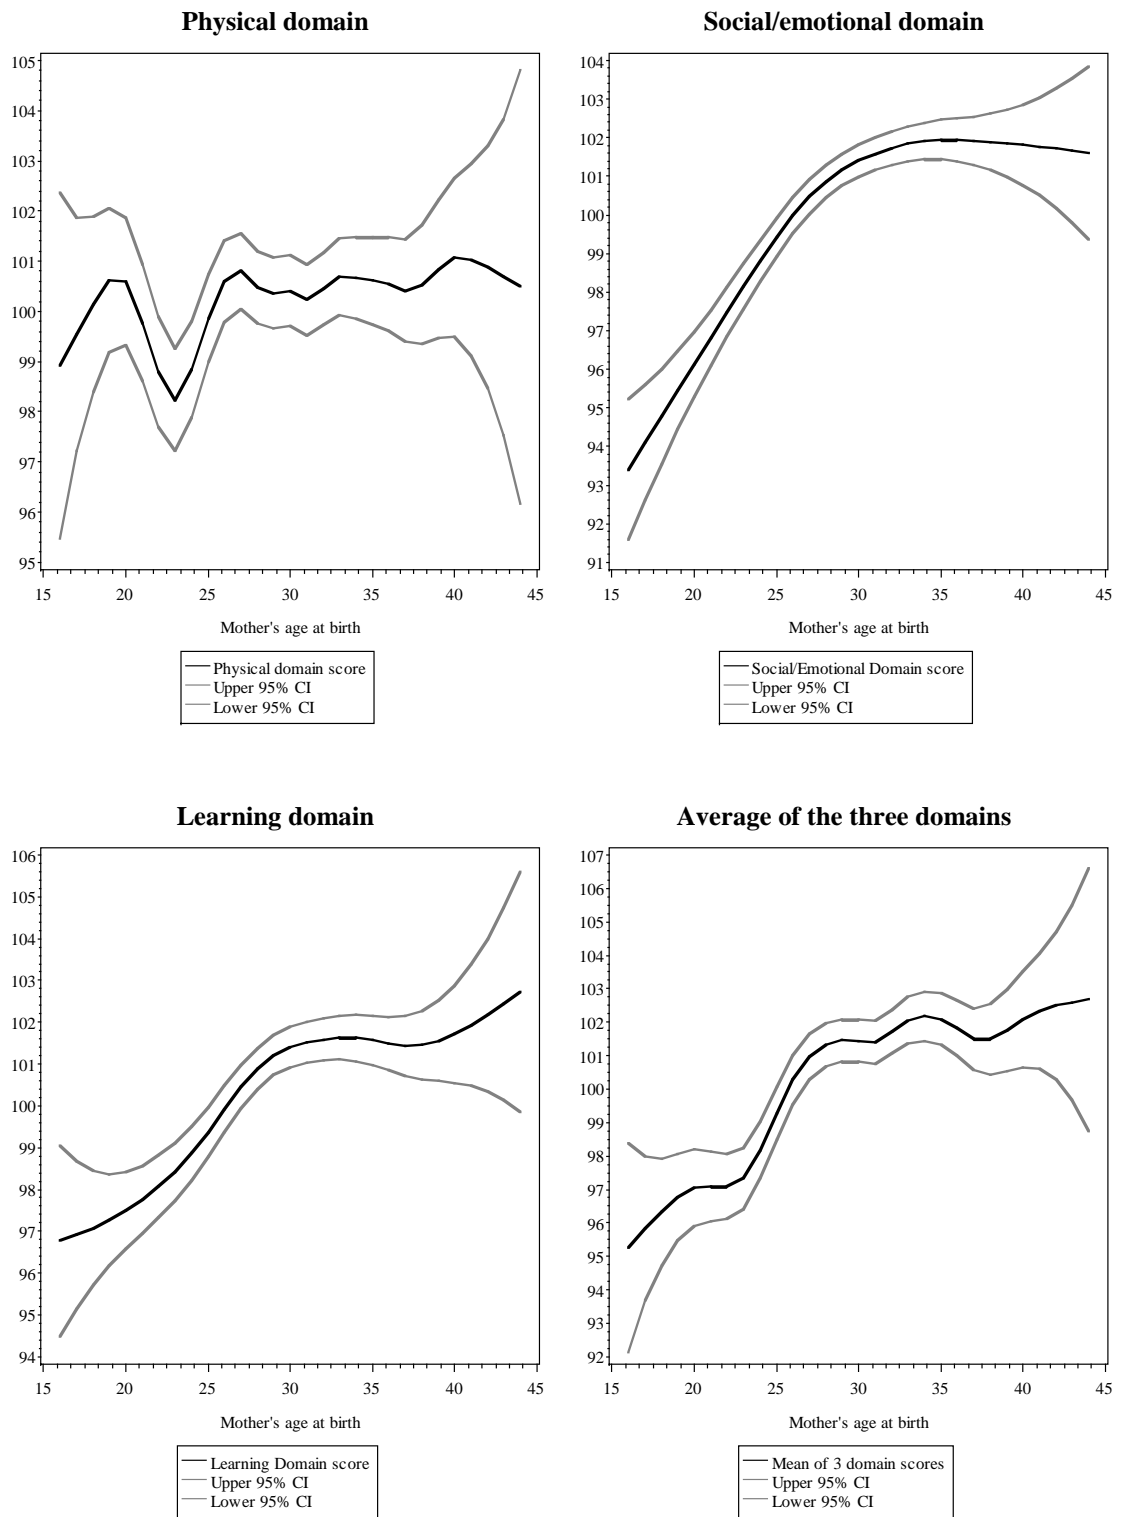 Physical domain
105
104
103
102
101
100
99
98
97
96
95
15 20 25 30 35 40 45
Mother's age at birth
Physical domain score
Upper 95% CI
Lower 95% CI
Social/emotional domain
104
103
102
101
100
99
98
97
96
95
94
93
92
91
15 20 25 30 35 40 45
Mother's age at birth
Social/Emotional Domain score
Upper 95% CI
Lower 95% CI
Learning domain
106
105
104
103
102
101
100
99
98
97
96
95
94
15 20 25 30 35 40 45
Mother's age at birth
Learning Domain score
Upper 95% CI
Lower 95% CI
Average of the three domains
107
106
105
104
103
102
101
100
99
98
97
96
95
94
93
92
15 20 25 30 35 40 45
Mother's age at birth
Mean of 3 domain scores
Upper 95% CI
Lower 95% CI